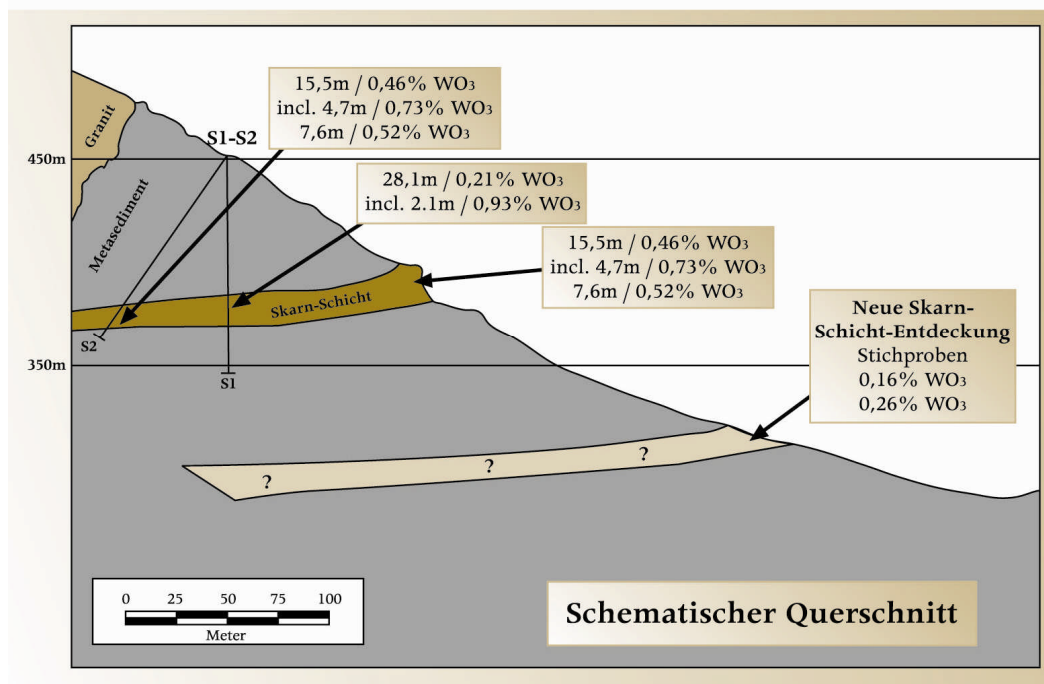 15,5m / 0,46% WO₃
incl. 4,7m / 0,73% WO₃
7,6m / 0,52% WO₃
Granit
S1-S2
450m
28,1m / 0,21% WO₃
incl. 2.1m / 0,93% WO₃
Metasediment
15,5m / 0,46% WO₃
incl. 4,7m / 0,73% WO₃
7,6m / 0,52% WO₃
Skarn-Schicht
S2
Neue Skarn-
Schicht-Entdeckung
Stichproben
0,16% WO₃
0,26% WO₃
350m
S1
? ? ?
0 25 50 75 100
Meter
Schematischer Querschnitt